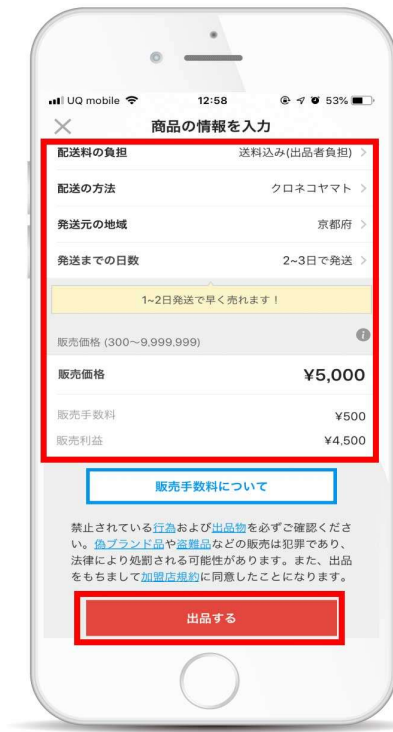 UQ mobile 12:58 53%
商品の情報を入力
配送料の負担 送料込み(出品者負担)
配送の方法 クロネコヤマト
発送元の地域 京都府
発送までの日数 2~3日で発送
1~2日発送で早く売れます！
販売価格 (300〜9,999,999)
販売価格 ¥5,000
販売手数料 ¥500
販売利益 ¥4,500
販売手数料について
禁止されている行為および出品物を必ずご確認くださ
い。偽ブランド品や盗難品などの販売は犯罪であり、
法律により処罰される可能性があります。また、出品
をもちまして加盟店規約に同意したことになります。
出品する